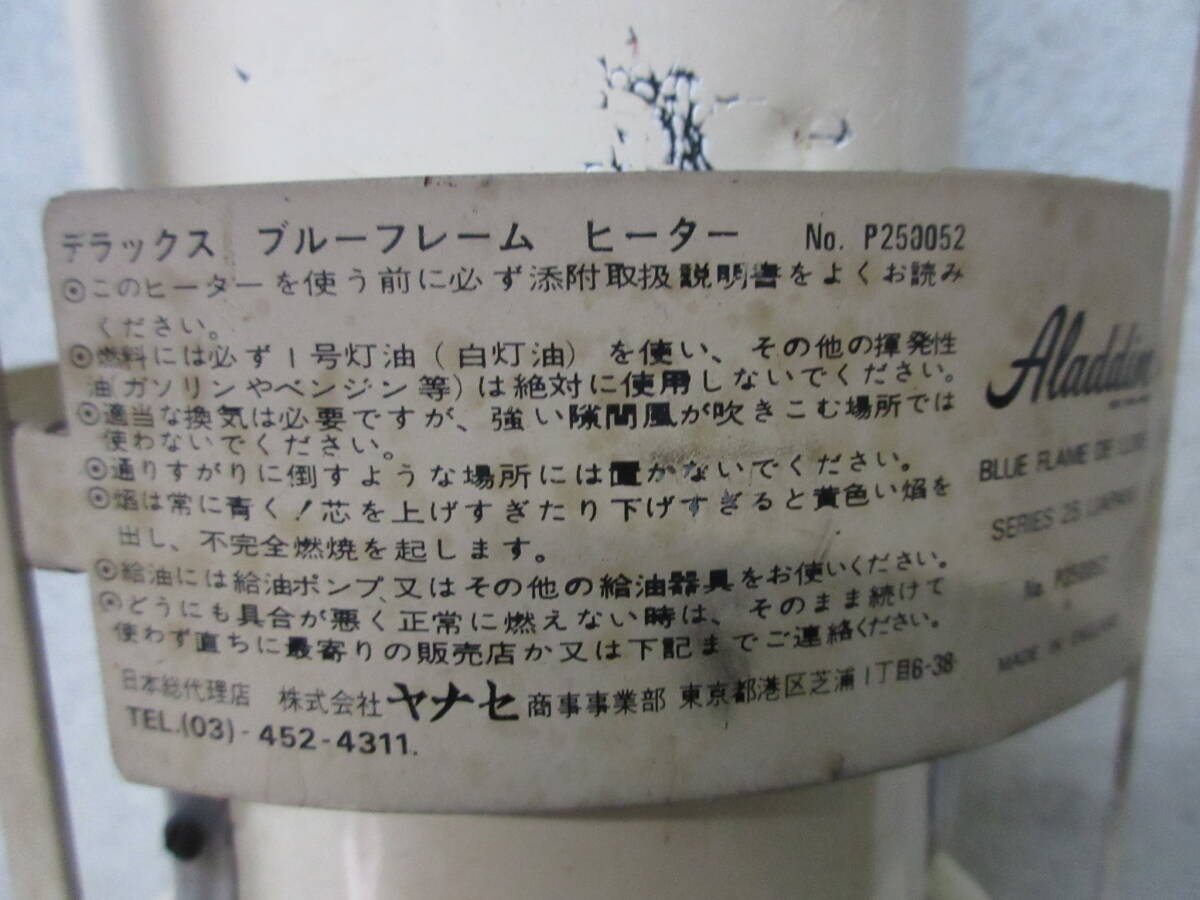 デラックス ブルーフレーム ヒーター No. P250052
⊙このヒーターを使う前に必ず添附取扱説明書をよくお読み
ください。
⊙燃料には必ず1号灯油(白灯油)を使い、その他の揮発性
油(ガソリンやベンジン等)は絶対に使用しないでください。
⊙適当な換気は必要ですが、強い隙間風が吹きこむ場所では
使わないでください。
⊙通りすがりに倒すような場所には置かないでください。
⊙焰は常に青く!芯を上げすぎたり下げすぎると黄色い焰を
出し、不完全燃焼を起します。
⊙給油には給油ポンプ、又はその他の給油器具をお使いください。
⊙どうにも具合が悪く正常に燃えない時は、そのまま続けて
使わず直ちに最寄りの販売店か又は下記までご連絡ください。
日本総代理店 株式会社ヤナセ商事事業部 東京都港区芝浦1丁目6-38
TEL.(03)-452-4311.
Aladdin
BLUE FLAME DE LUXE
SERIES 25 (JAPAN)
No. P250052
MADE IN ENGLAND